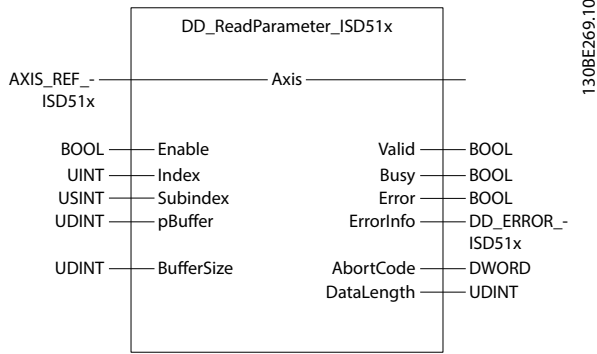 DD_ReadParameter_ISD51x
AXIS_REF_-
ISD51x
Axis
BOOL Enable Valid BOOL
UINT Index Busy BOOL
USINT Subindex Error BOOL
UDINT pBuffer ErrorInfo DD_ERROR_-
ISD51x
UDINT BufferSize AbortCode DWORD
DataLength UDINT
130BE269.10